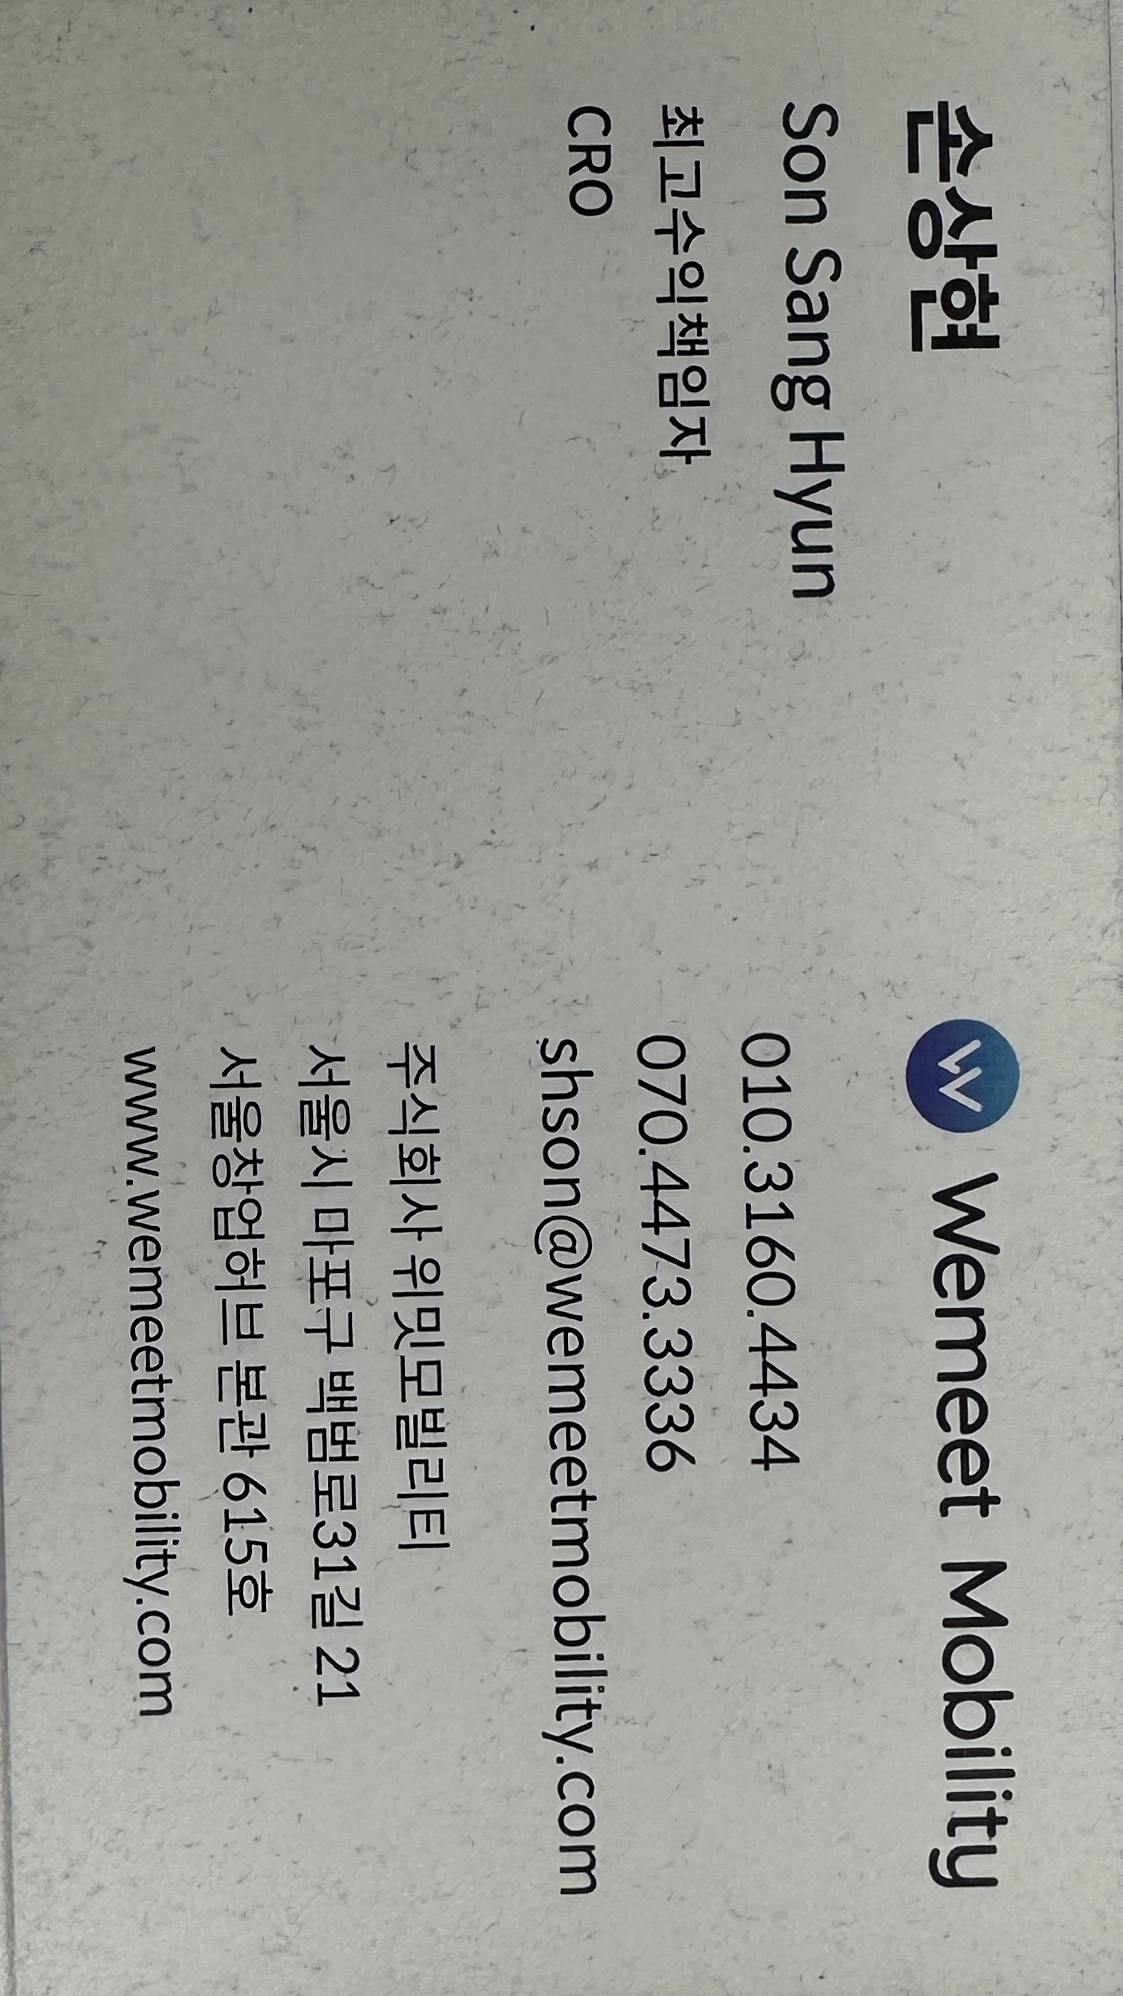 손상현
Son Sang Hyun
최고수익책임자
CRO
Wemeet Mobility
010.3160.4434
070.4473.3336
shson@wemeetmobility.com
주식회사 위밋모빌리티
서울시 마포구 백범로31길 21
서울창업허브 본관 615호
www.wemeetmobility.com